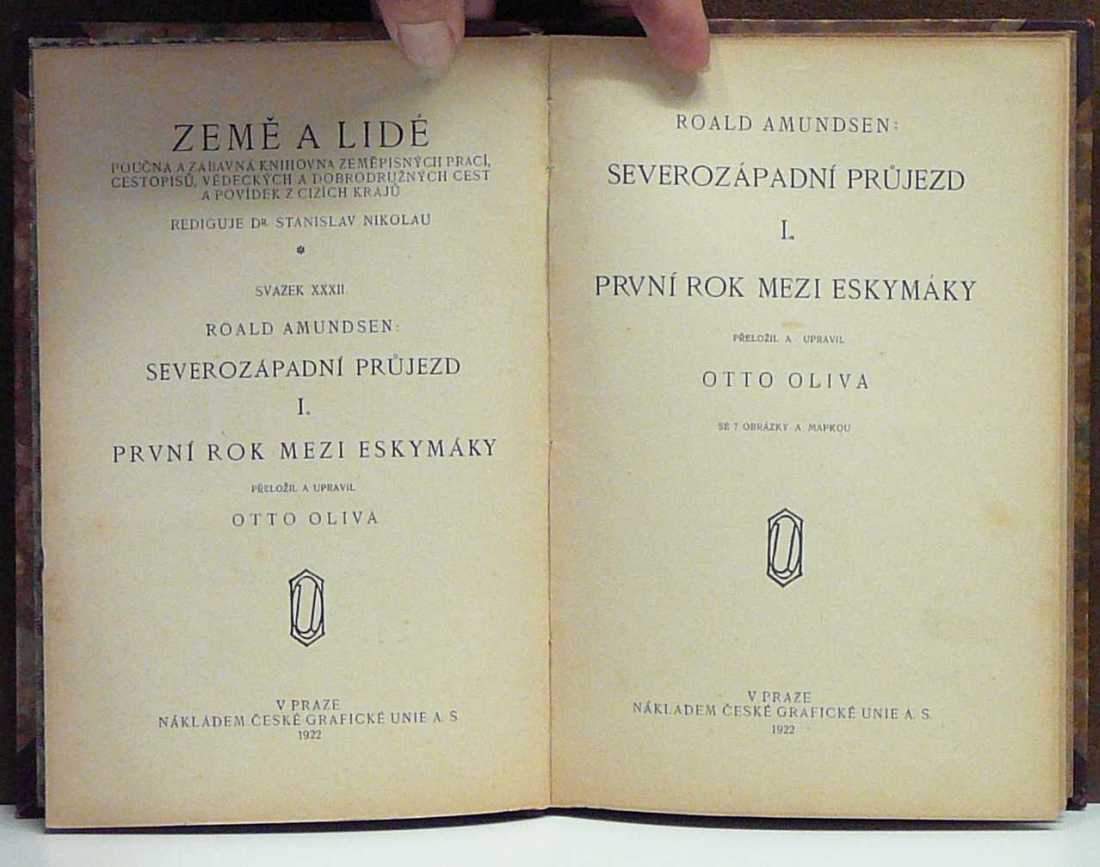 ZEMĚ A LIDÉ
POUČNÁ A ZÁBAVNÁ KNIHOVNA ZEMĚPISNÝCH PRACÍ,
CESTOPISŮ, VĚDECKÝCH A DOBRODRUŽNÝCH CEST
A POVÍDEK Z CIZÍCH KRAJŮ
REDIGUJE DR. STANISLAV NIKOLAU
*
SVAZEK XXXII.
ROALD AMUNDSEN:
SEVEROZÁPADNÍ PRŮJEZD
I.
PRVNÍ ROK MEZI ESKYMÁKY
PŘELOŽIL A UPRAVIL
OTTO OLIVA
U
V PRAZE
NÁKLADEM ČESKÉ GRAFICKÉ UNIE A. S.
1922
ROALD AMUNDSEN:
SEVEROZÁPADNÍ PRŮJEZD
I.
PRVNÍ ROK MEZI ESKYMÁKY
PŘELOŽIL A UPRAVIL
OTTO OLIVA
SE 7 OBRÁZKY A MAPKOU
U
V PRAZE
NÁKLADEM ČESKÉ GRAFICKÉ UNIE A. S.
1922